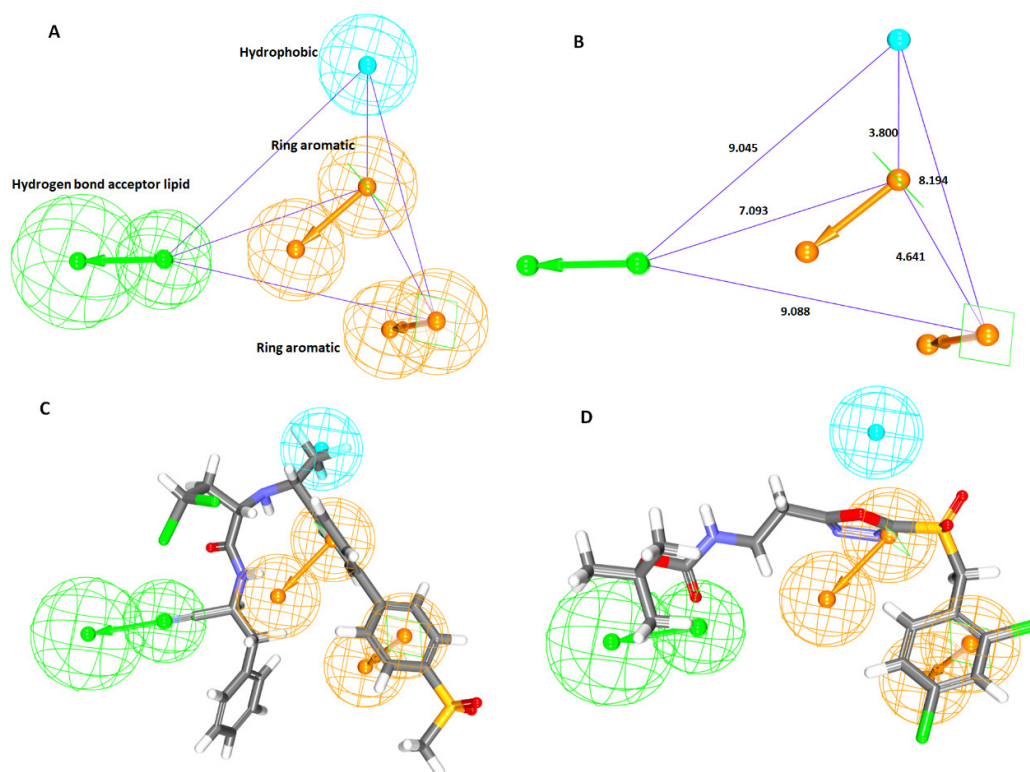 A
Hydrophobic
Ring aromatic
Hydrogen bond acceptor lipid
Ring aromatic
B
3.800
9.045
8.194
7.093
4.641
9.088
C
D